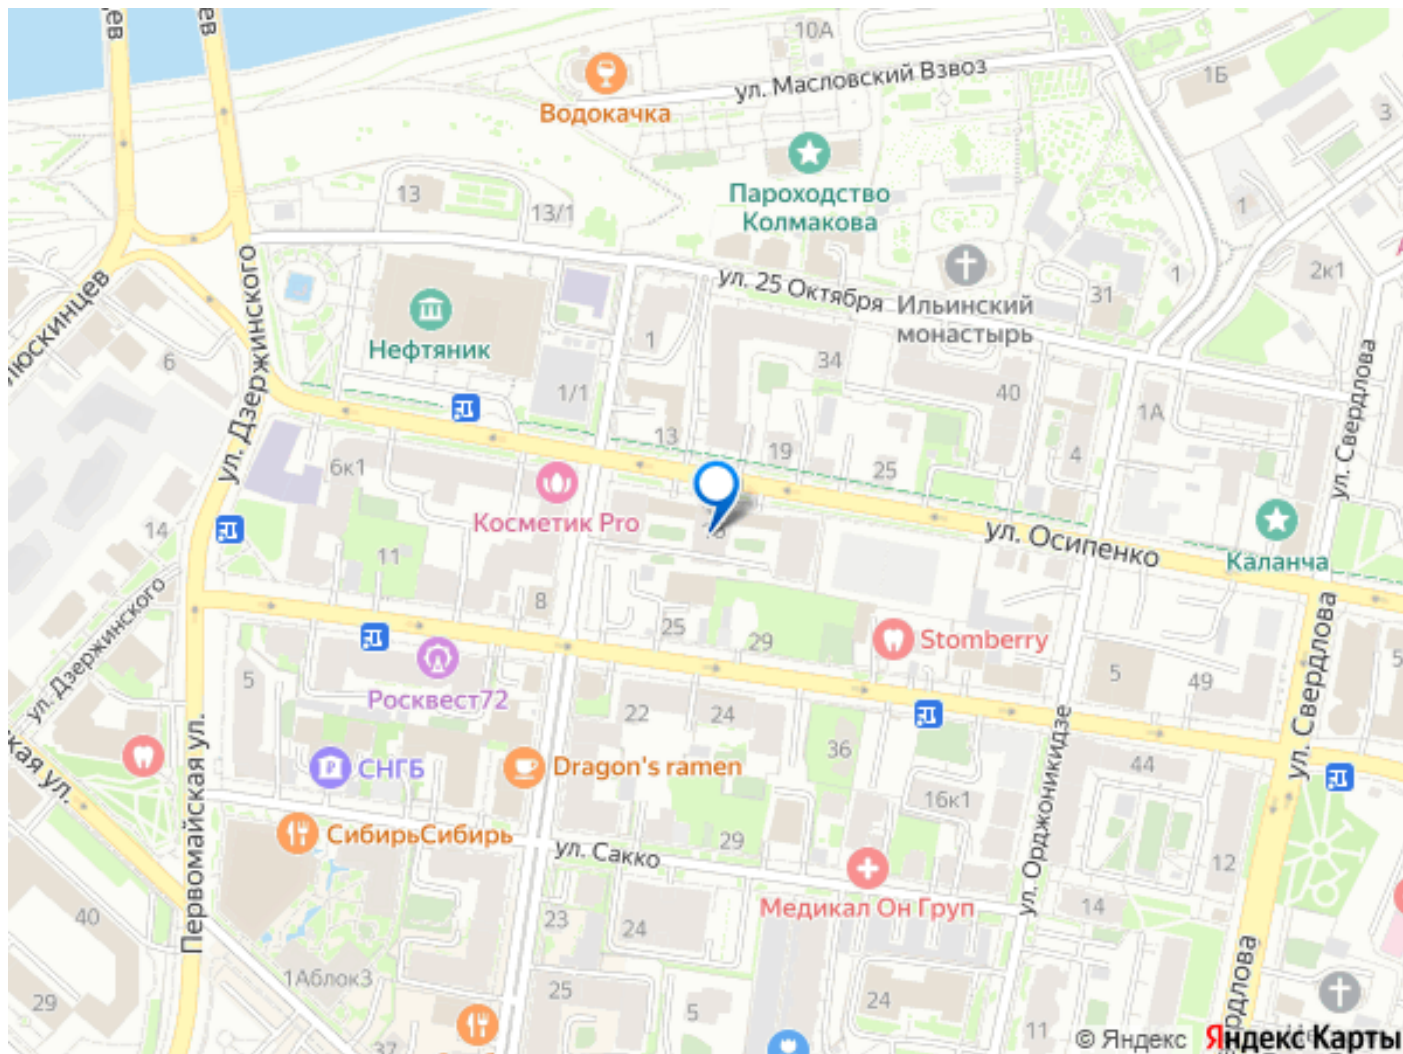 10А
ул. Масловский Взвоз
1Б
3
Водокачка
Пароходство
Колмакова
13
13/1
1
ул. 25 Октября
Ильинский
монастырь
31
1
2к1
Нефтяник
1
34
1/1
40
1А
6
ул. Дзержинского
ул. Свердлова
13
19
25
4
6к1
Косметик Pro
ул. Осипенко
Каланча
14
11
8
25
29
Stomberry
5
49
5
ул. Дзержинского
5
Росквест72
22
24
36
ул. Свердлова
44
СНГБ
Dragon's ramen
16к1
ул. Орджоникидзе
Первомайская ул.
СибирьСибирь
ул. Сакко
29
12
Медикал Он Груп
14
40
23
24
1Аблок3
25
5
24
11
29
37
© Яндекс
Яндекс Карты